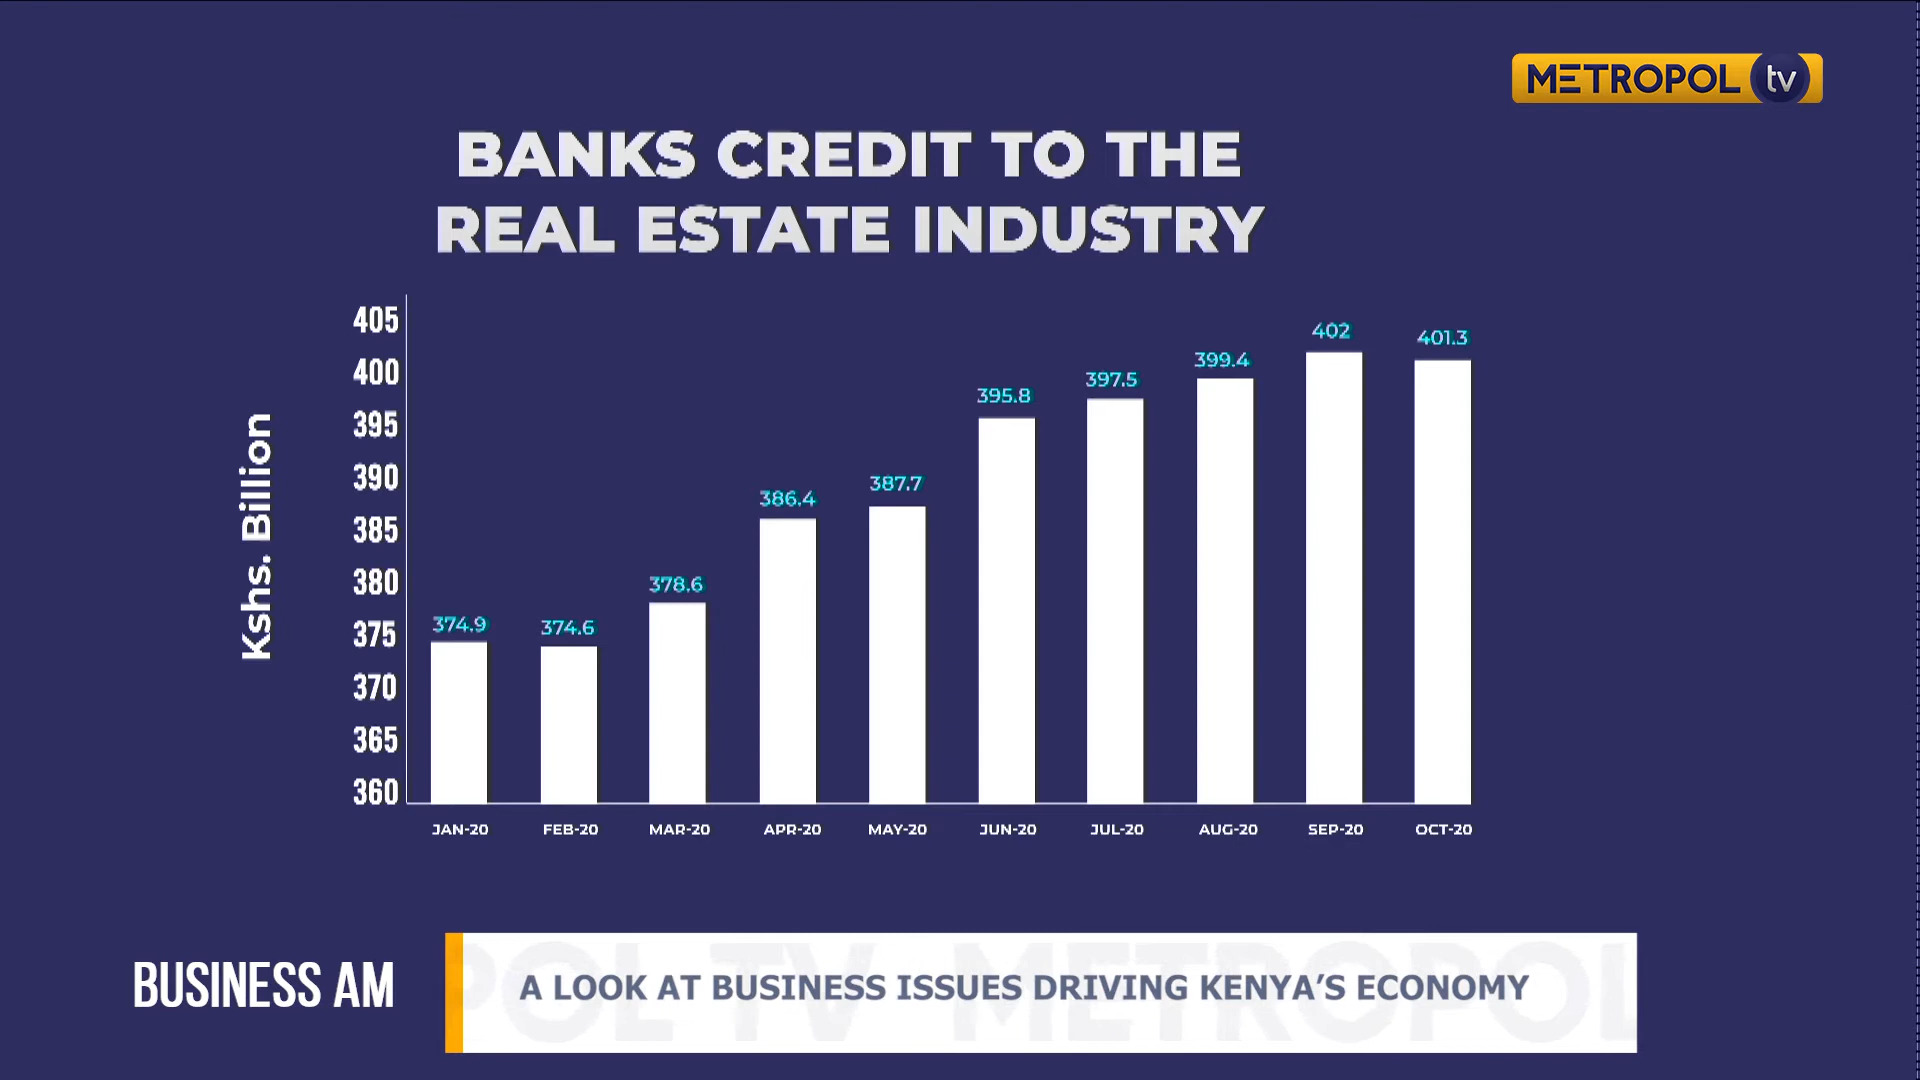 METROPOL tv
BANKS CREDIT TO THE
REAL ESTATE INDUSTRY
Kshs. Billion
405
400
395
390
385
380
375
370
365
360
374.9
374.6
378.6
386.4
387.7
395.8
397.5
399.4
402
401.3
JAN-20
FEB-20
MAR-20
APR-20
MAY-20
JUN-20
JUL-20
AUG-20
SEP-20
OCT-20
BUSINESS AM
POL TV METROPOL
A LOOK AT BUSINESS ISSUES DRIVING KENYA’S ECONOMY